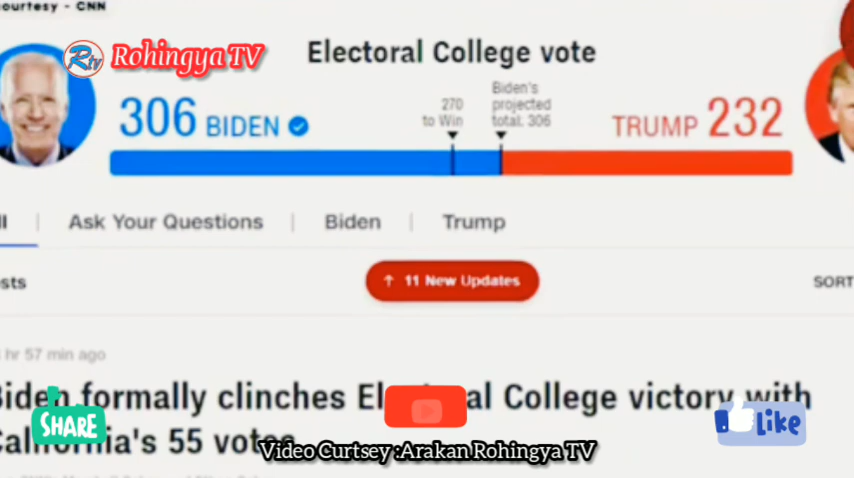 courtesy - CNN
Rtv Rohingya TV
Electoral College vote
306 BIDEN
270
to Win
Biden's
projected
total: 306
TRUMP 232
Ask Your Questions | Biden | Trump
↑ 11 New Updates
SORT
hr 57 min ago
Biden formally clinches Electoral College victory with
California's 55 votes
SHARE
Like
Video Curtsey :Arakan Rohingya TV